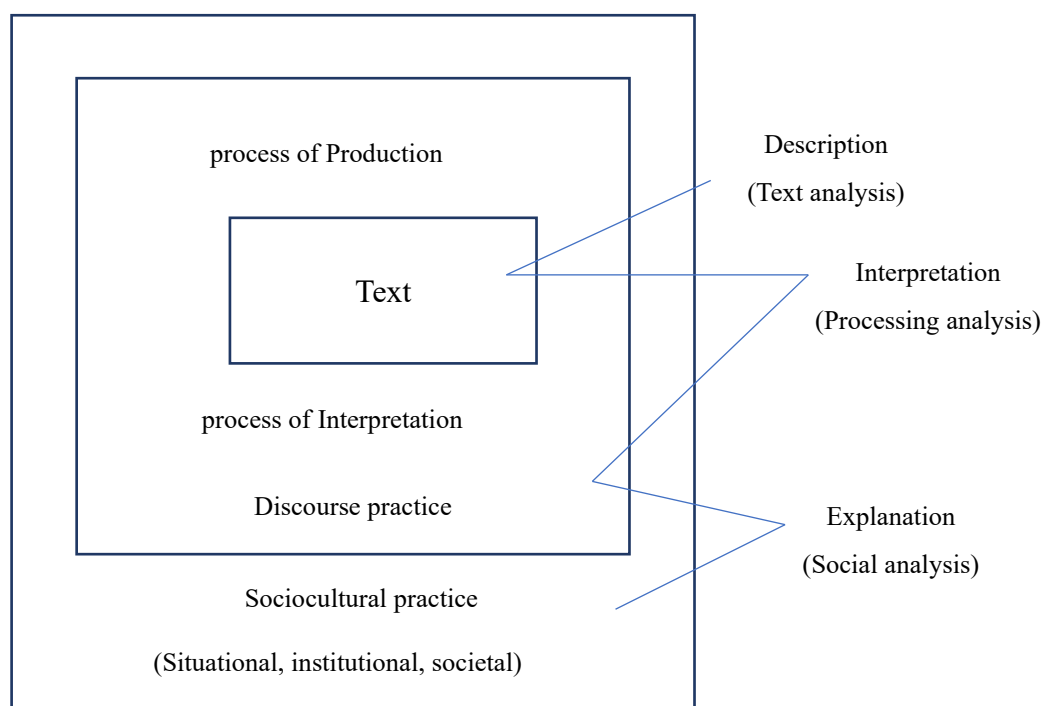 process of Production
Text
process of Interpretation
Discourse practice
Sociocultural practice
(Situational, institutional, societal)
Description
(Text analysis)
Interpretation
(Processing analysis)
Explanation
(Social analysis)